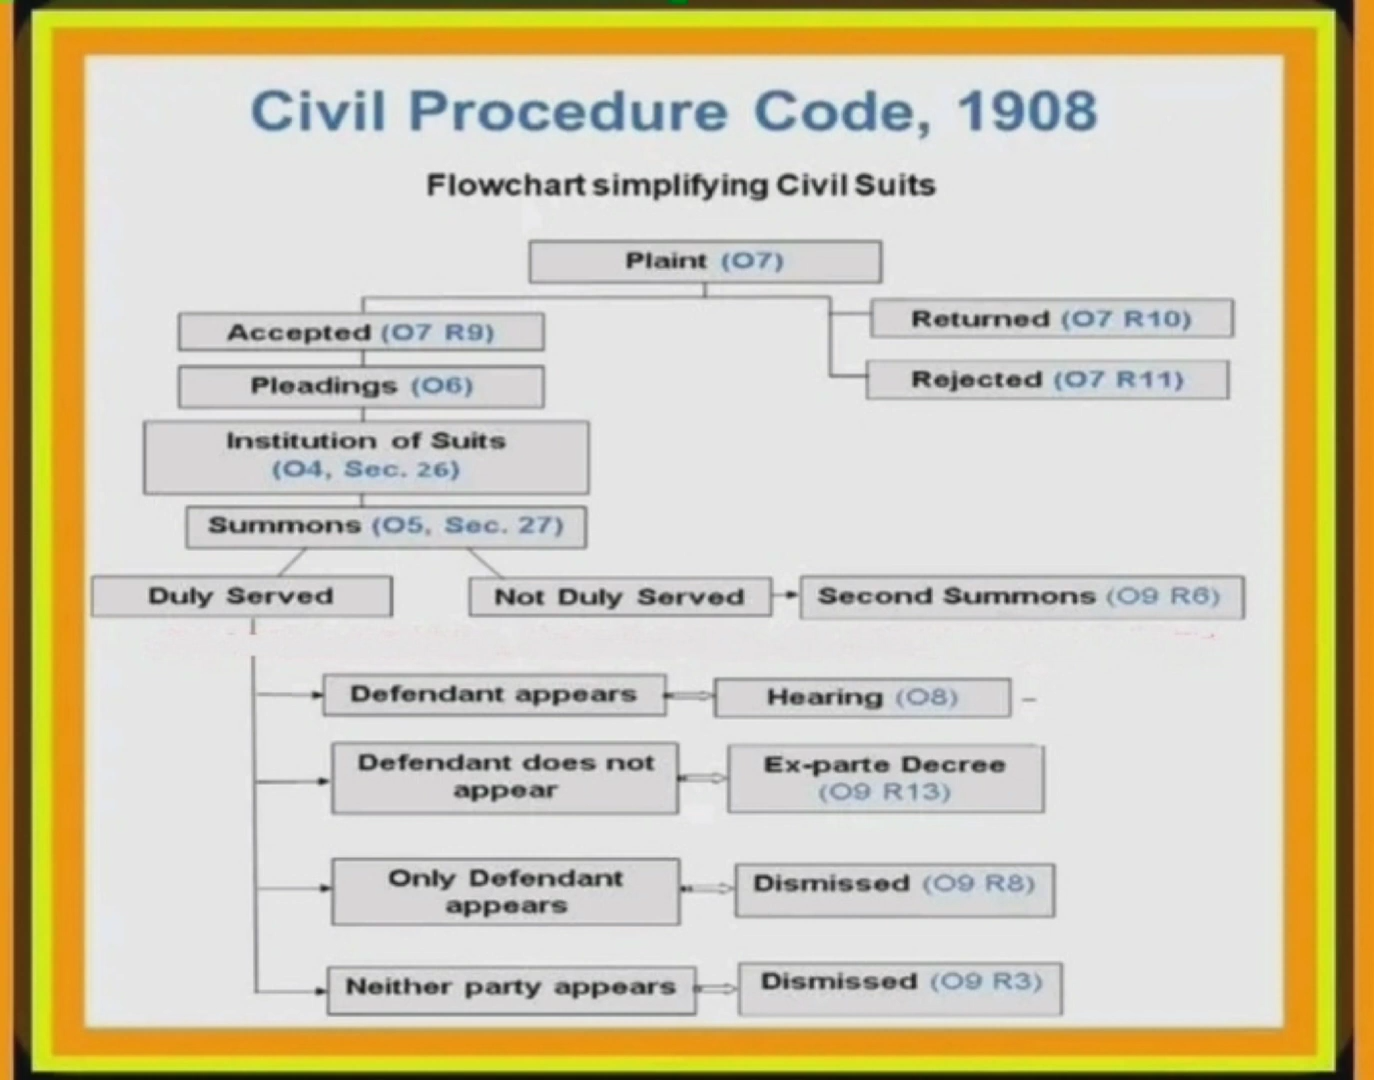 Civil Procedure Code, 1908
Flowchart simplifying Civil Suits
Plaint (O7)
Accepted (O7 R9)
Returned (O7 R10)
Pleadings (O6)
Rejected (O7 R11)
Institution of Suits
(O4, Sec. 26)
Summons (O5, Sec. 27)
Duly Served
Not Duly Served
Second Summons (O9 R6)
Defendant appears
Hearing (O8)
Defendant does not
appear
Ex-parte Decree
(O9 R13)
Only Defendant
appears
Dismissed (O9 R8)
Neither party appears
Dismissed (O9 R3)